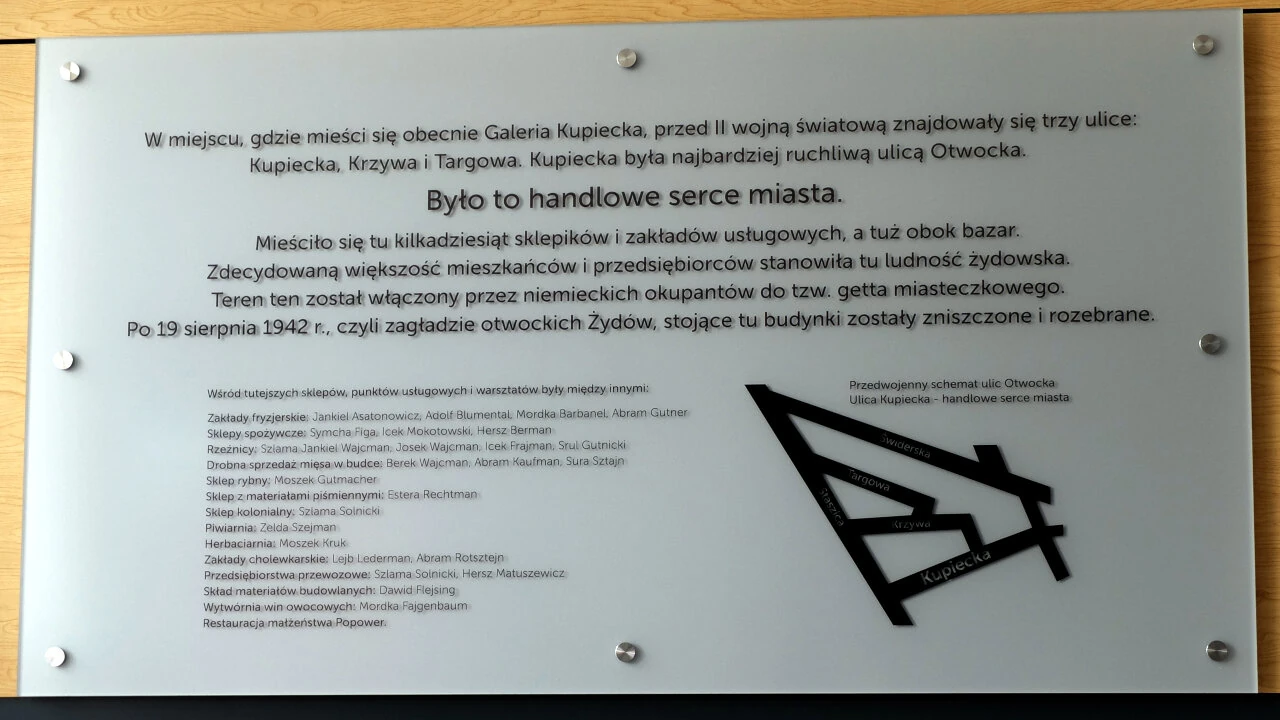 W miejscu, gdzie mieści się obecnie Galeria Kupiecka, przed II wojną światową znajdowały się trzy ulice:
Kupiecka, Krzywa i Targowa. Kupiecka była najbardziej ruchliwą ulicą Otwocka.
Było to handlowe serce miasta.
Mieściło się tu kilkadziesiąt sklepików i zakładów usługowych, a tuż obok bazar.
Zdecydowaną większość mieszkańców i przedsiębiorców stanowiła tu ludność żydowska.
Teren ten został włączony przez niemieckich okupantów do tzw. getta miasteczkowego.
Po 19 sierpnia 1942 r., czyli zagładzie otwockich Żydów, stojące tu budynki zostały zniszczone i rozebrane.
Wśród tutejszych sklepów, punktów usługowych i warsztatów były między innymi:
Zakłady fryzjerskie: Jankiel Asatonowicz, Adolf Blumental, Mordka Barbanel, Abram Gutner
Sklepy spożywcze: Symcha Figa, Icek Mokotowski, Hersz Berman
Rzeźnicy: Szlama Jankiel Wajcman, Josek Wajcman, Icek Frajman, Srul Gutnicki
Drobna sprzedaż mięsa w budce: Berek Wajcman, Abram Kaufman, Sura Sztajn
Sklep rybny: Moszek Gutmacher
Sklep z materiałami piśmiennymi: Estera Rechtman
Sklep kolonialny: Szlama Solnicki
Piwiarnia: Zelda Szejman
Herbaciarnia: Moszek Kruk
Zakłady cholewkarskie: Lejb Lederman, Abram Rotsztejn
Przedsiębiorstwa przewozowe: Szlama Solnicki, Hersz Matuszewicz
Skład materiałów budowlanych: Dawid Flejsing
Wytwórnia win owocowych: Mordka Fajgenbaum
Restauracja małżeństwa Popower.
Przedwojenny schemat ulic Otwocka
Ulica Kupiecka - handlowe serce miasta
Świderska
Targowa
Staszica
Krzywa
Kupiecka